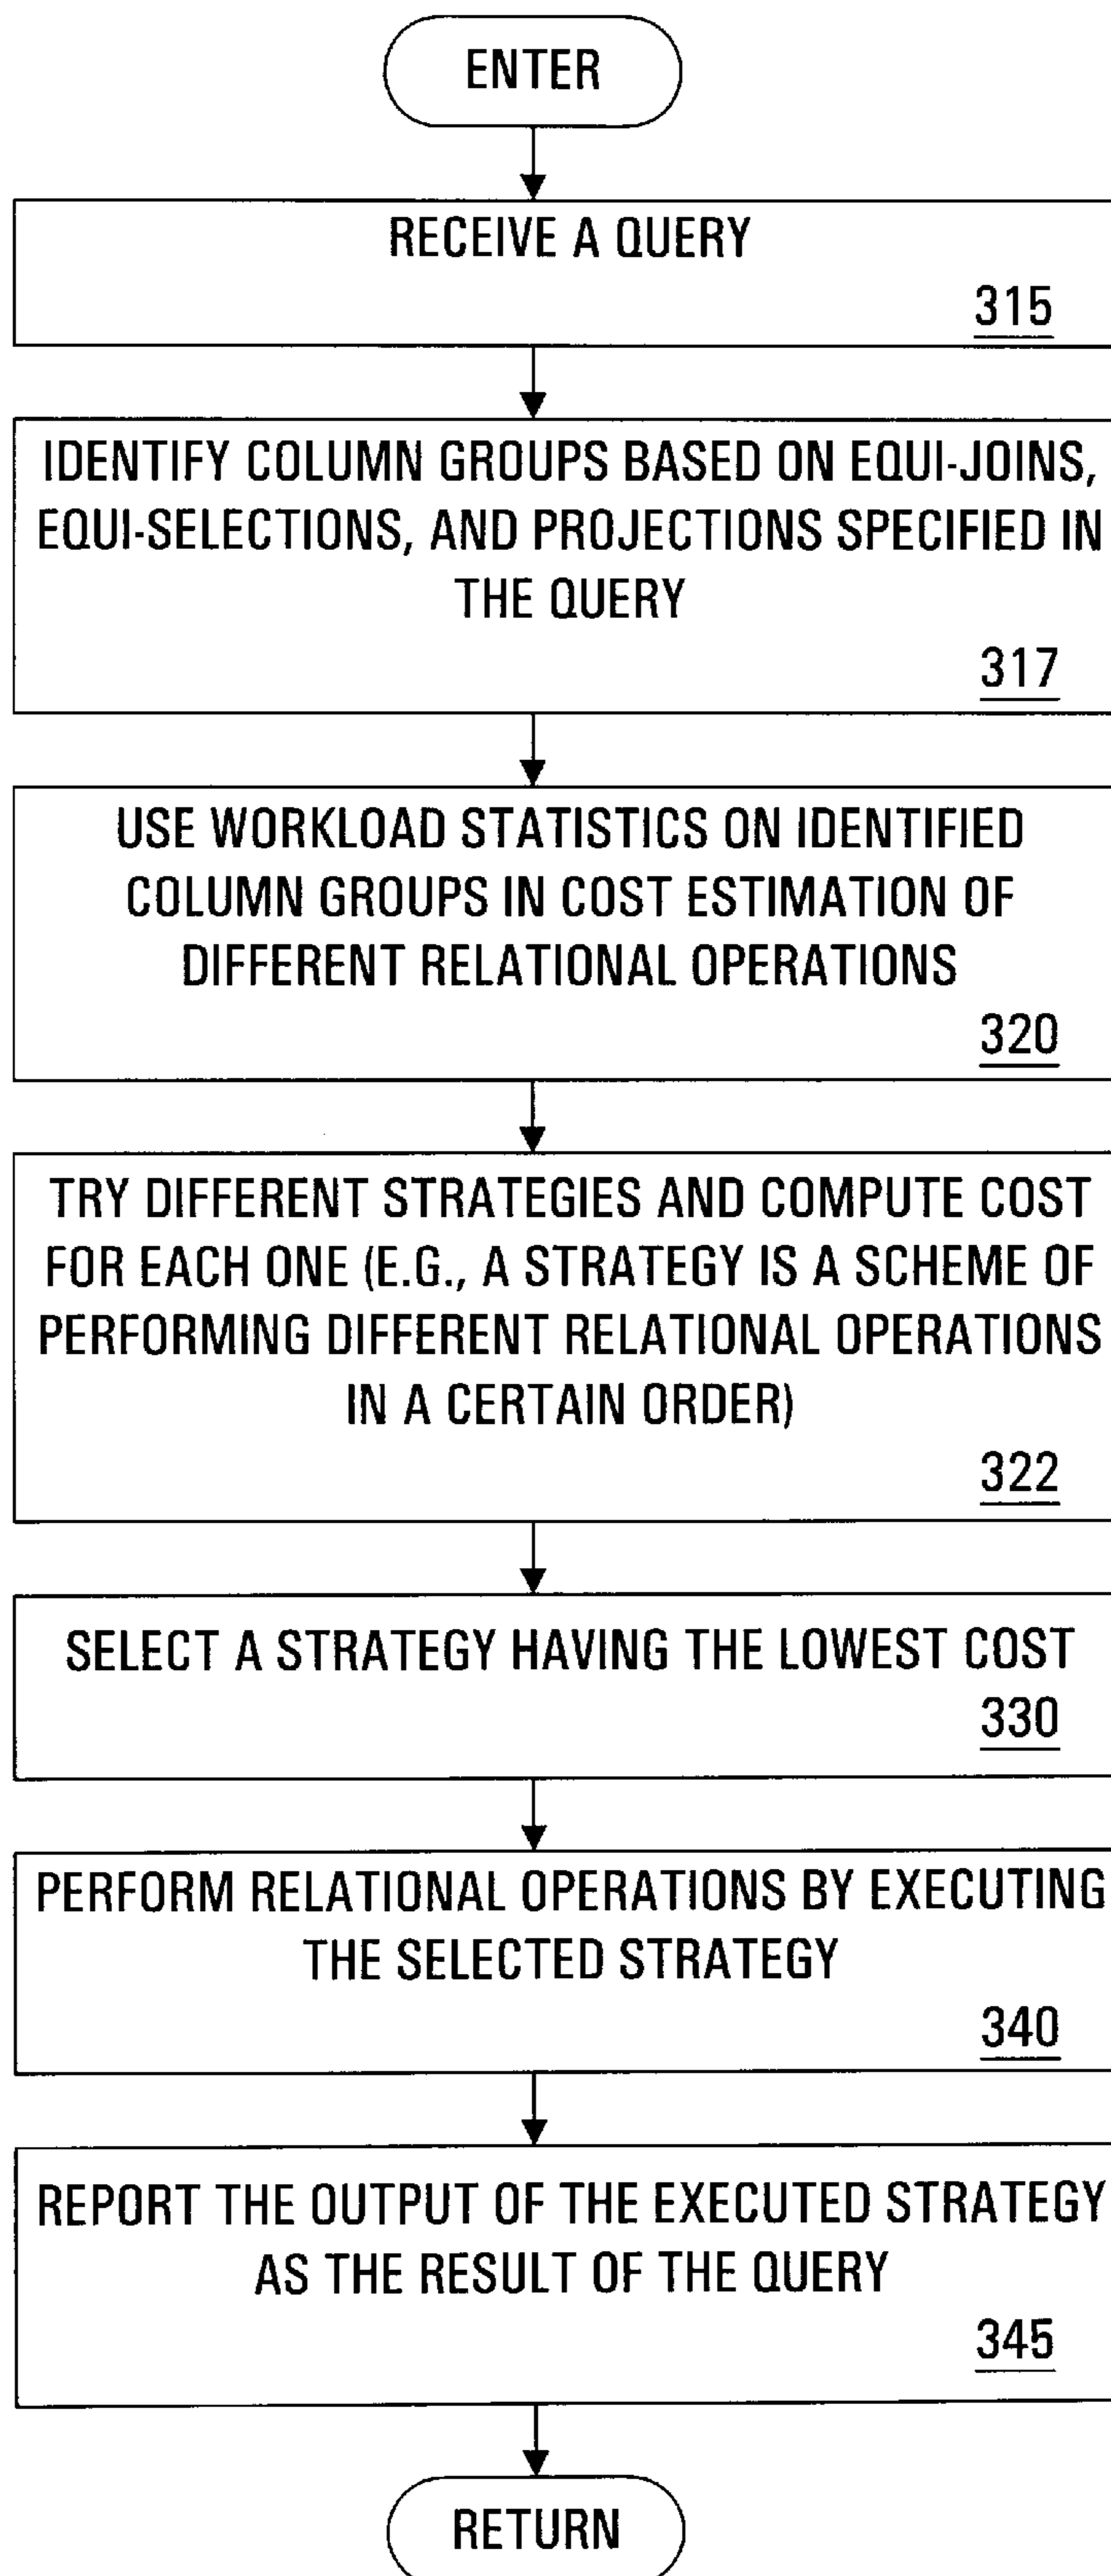 ENTER
RECEIVE A QUERY
315
IDENTIFY COLUMN GROUPS BASED ON EQUI-JOINS,
EQUI-SELECTIONS, AND PROJECTIONS SPECIFIED IN
THE QUERY
317
USE WORKLOAD STATISTICS ON IDENTIFIED
COLUMN GROUPS IN COST ESTIMATION OF
DIFFERENT RELATIONAL OPERATIONS
320
TRY DIFFERENT STRATEGIES AND COMPUTE COST
FOR EACH ONE (E.G., A STRATEGY IS A SCHEME OF
PERFORMING DIFFERENT RELATIONAL OPERATIONS
IN A CERTAIN ORDER)
322
SELECT A STRATEGY HAVING THE LOWEST COST
330
PERFORM RELATIONAL OPERATIONS BY EXECUTING
THE SELECTED STRATEGY
340
REPORT THE OUTPUT OF THE EXECUTED STRATEGY
AS THE RESULT OF THE QUERY
345
RETURN